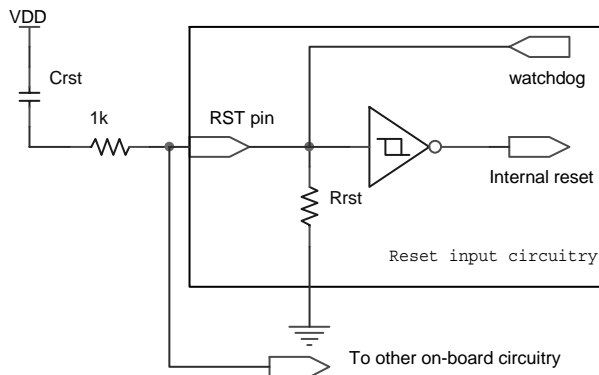 VDD
Crst
watchdog
1k
RST pin
Internal reset
Rrst
Reset input circuitry
To other on-board circuitry